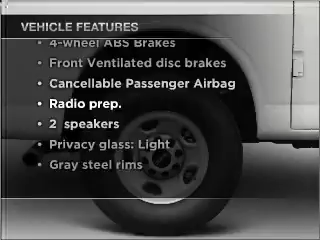 VEHICLE FEATURES
• 4-wheel ABS Brakes
• Front Ventilated disc brakes
• Cancellable Passenger Airbag
• Radio prep.
• 2 speakers
• Privacy glass: Light
• Gray steel rims